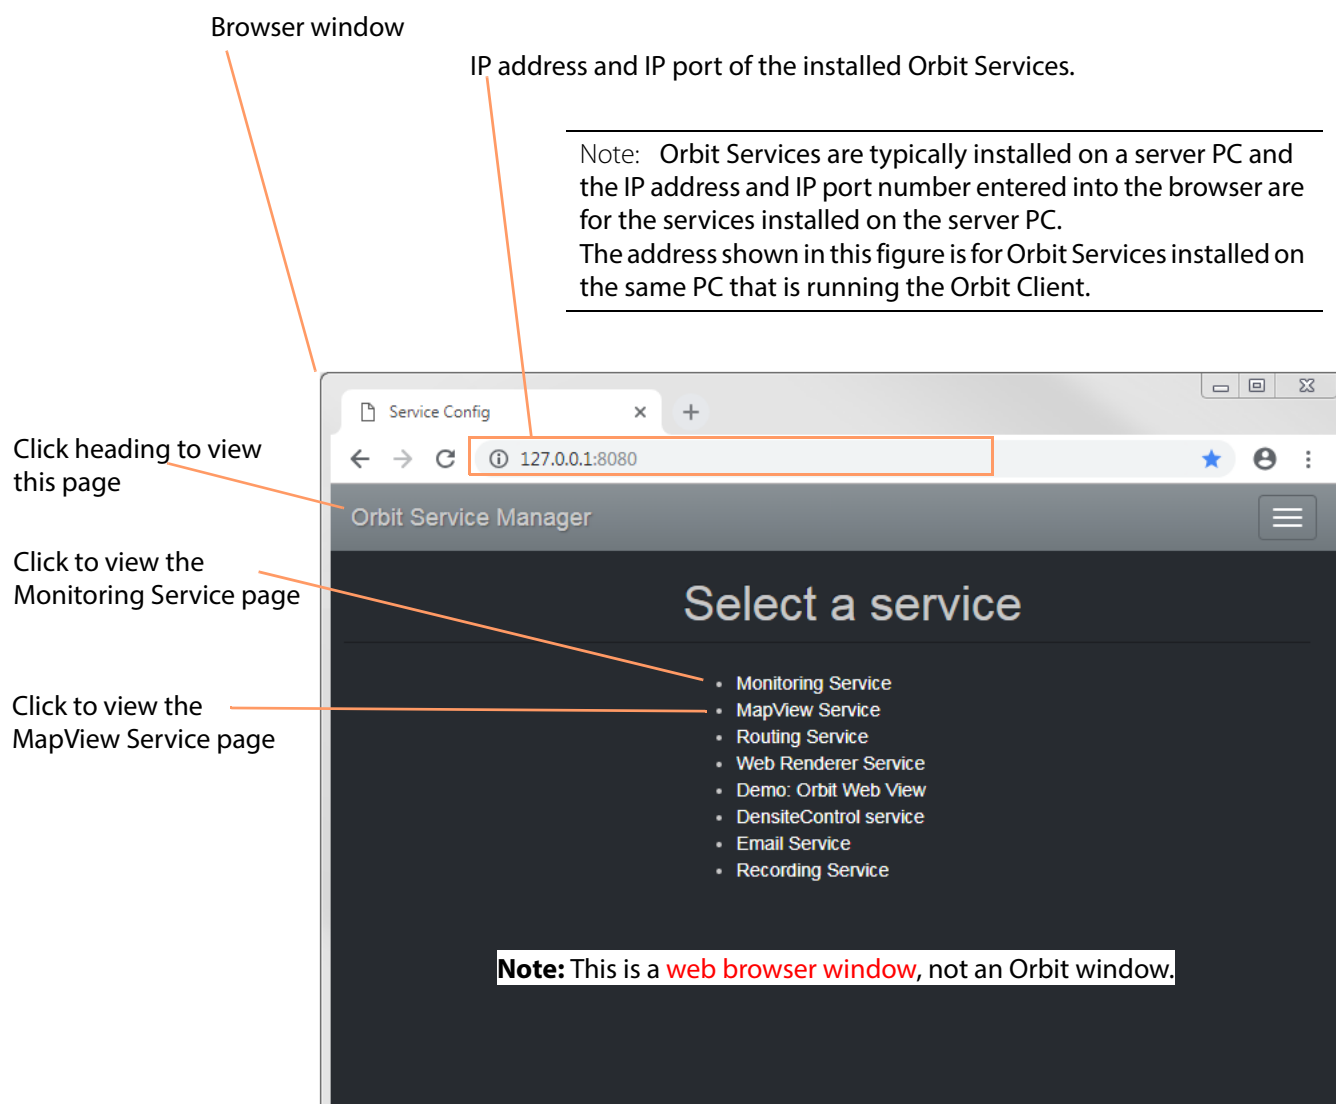 Browser window
IP address and IP port of the installed Orbit Services.
Note: Orbit Services are typically installed on a server PC and
the IP address and IP port number entered into the browser are
for the services installed on the server PC.
The address shown in this figure is for Orbit Services installed on
the same PC that is running the Orbit Client.
Service Config
127.0.0.1:8080
Click heading to view
this page
Orbit Service Manager
Click to view the
Monitoring Service page
Select a service
• Monitoring Service
• MapView Service
• Routing Service
• Web Renderer Service
• Demo: Orbit Web View
• DensiteControl service
• Email Service
• Recording Service
Click to view the
MapView Service page
Note: This is a web browser window, not an Orbit window.